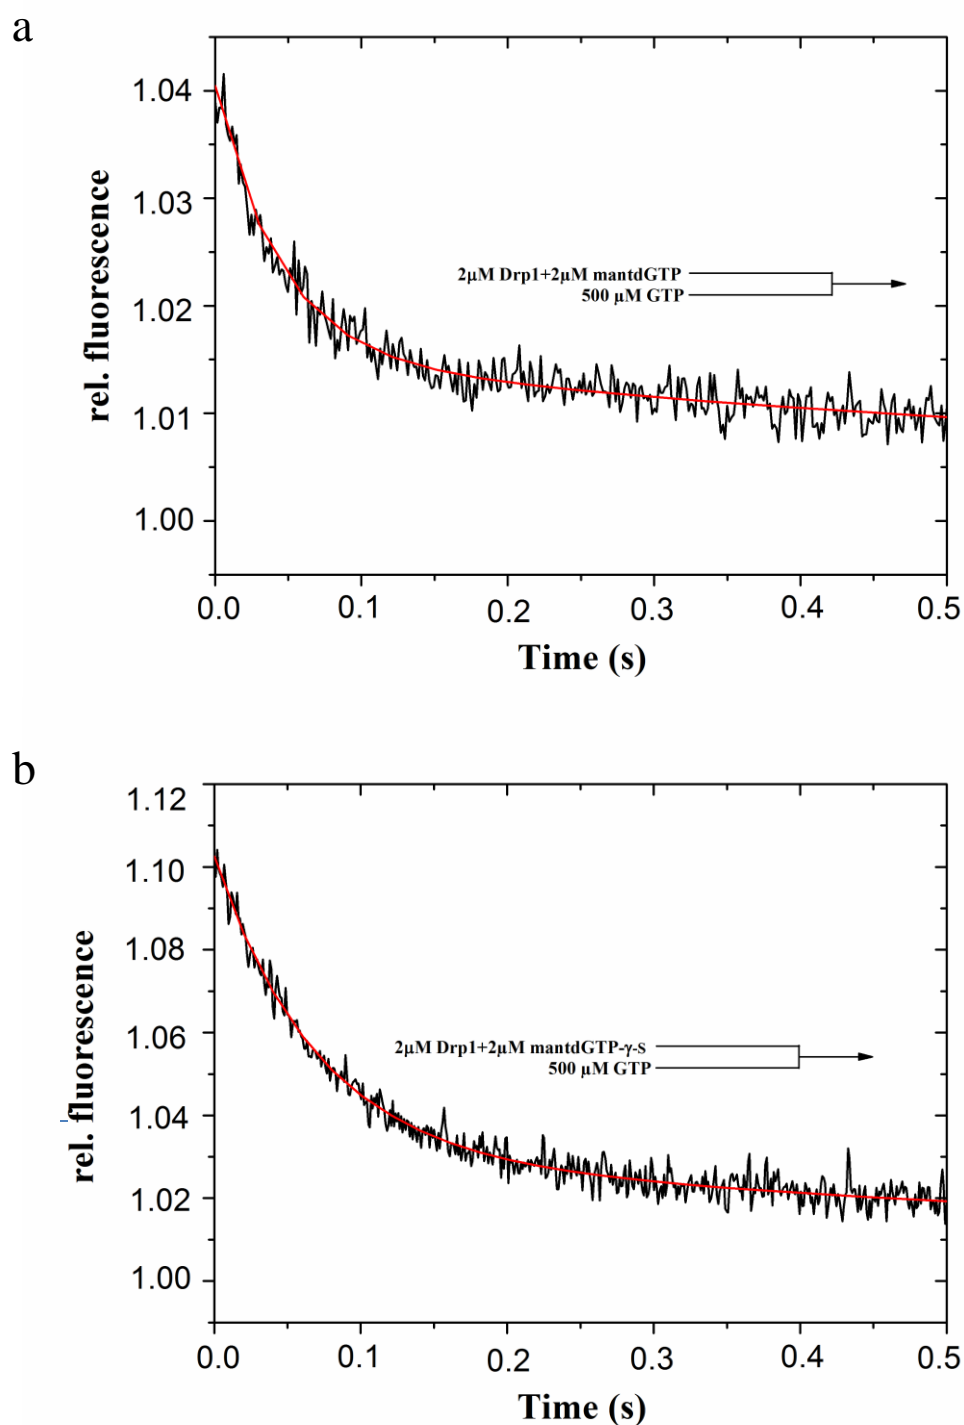 a
1.04
1.03
1.02
1.01
1.00
rel. fluorescence
2μM Drp1+2μM mantdGTP
500 μM GTP
0.0 0.1 0.2 0.3 0.4 0.5
Time (s)
b
1.12
1.10
1.08
1.06
1.04
1.02
1.00
rel. fluorescence
2μM Drp1+2μM mantdGTP-γ-s
500 μM GTP
0.0 0.1 0.2 0.3 0.4 0.5
Time (s)